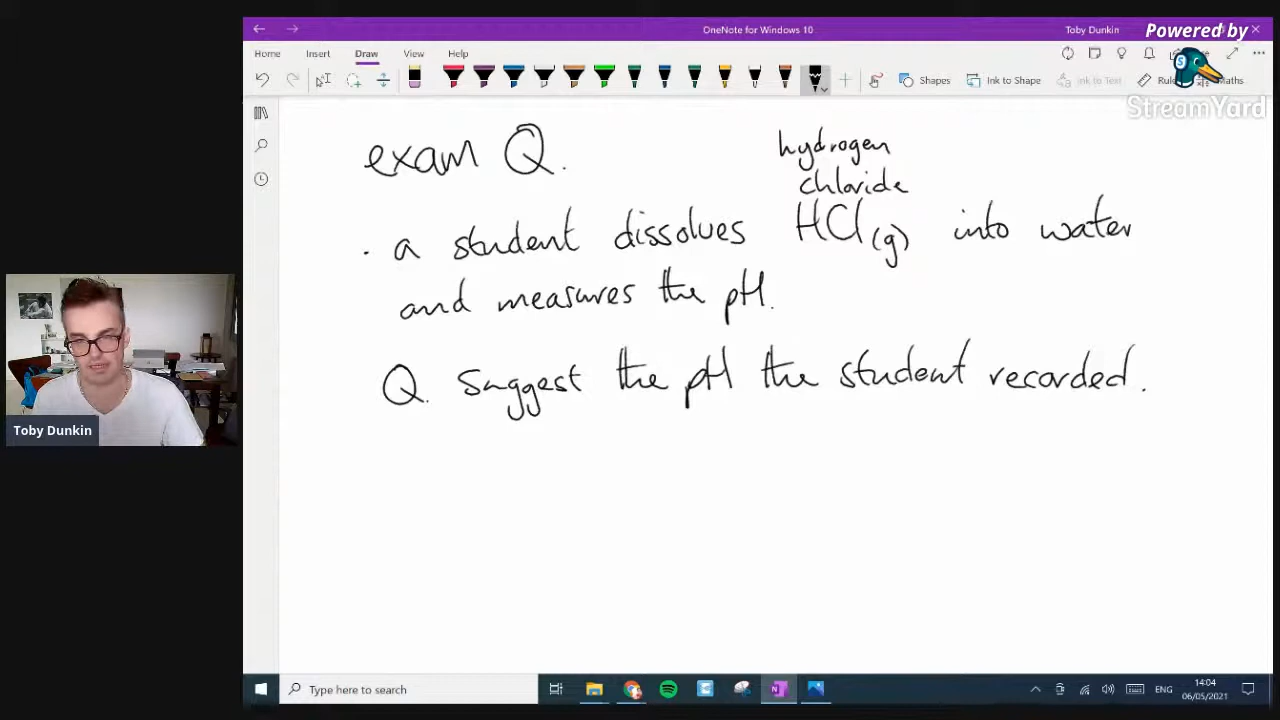 OneNote for Windows 10
Toby Dunkin
Powered by
StreamYard
Home Insert Draw View Help
Shapes Ink to Shape Ink to Text Maths
exam Q.
hydrogen
chloride
. a student dissolves HCl(g) into water
and measures the pH.
Q. Suggest the pH the student recorded.
Toby Dunkin
Type here to search
ENG
14:04
06/05/2021